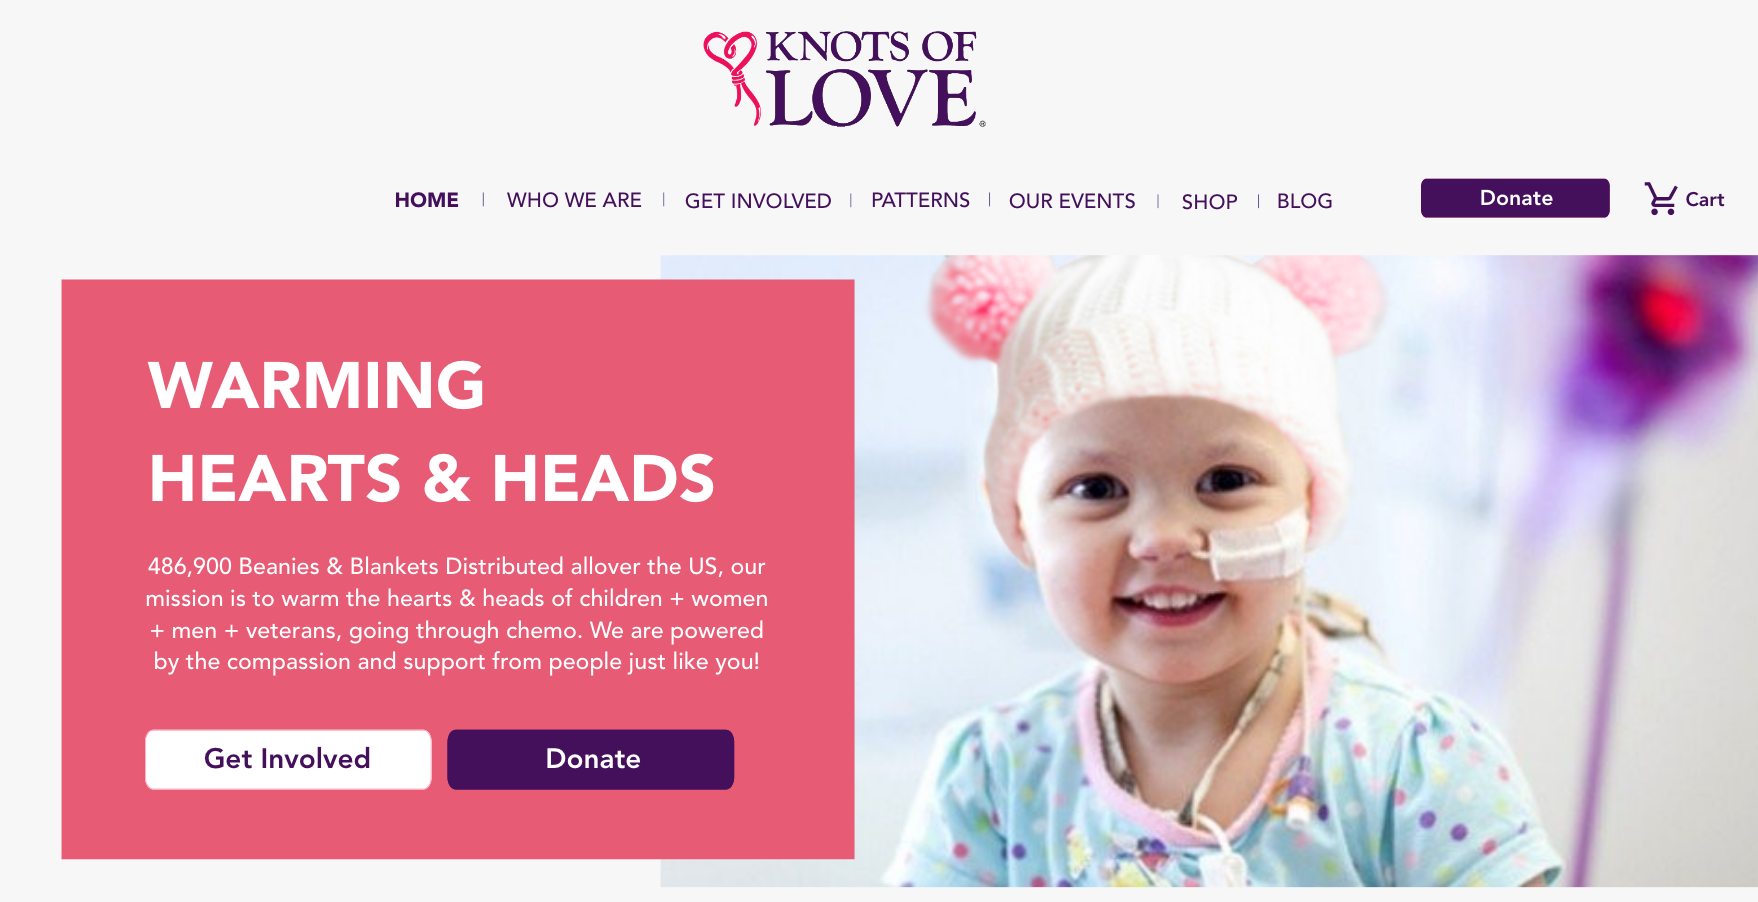 KNOTS OF
LOVE®
HOME | WHO WE ARE | GET INVOLVED | PATTERNS | OUR EVENTS | SHOP | BLOG
Donate
Cart
WARMING
HEARTS & HEADS
486,900 Beanies & Blankets Distributed allover the US, our
mission is to warm the hearts & heads of children + women
+ men + veterans, going through chemo. We are powered
by the compassion and support from people just like you!
Get Involved
Donate